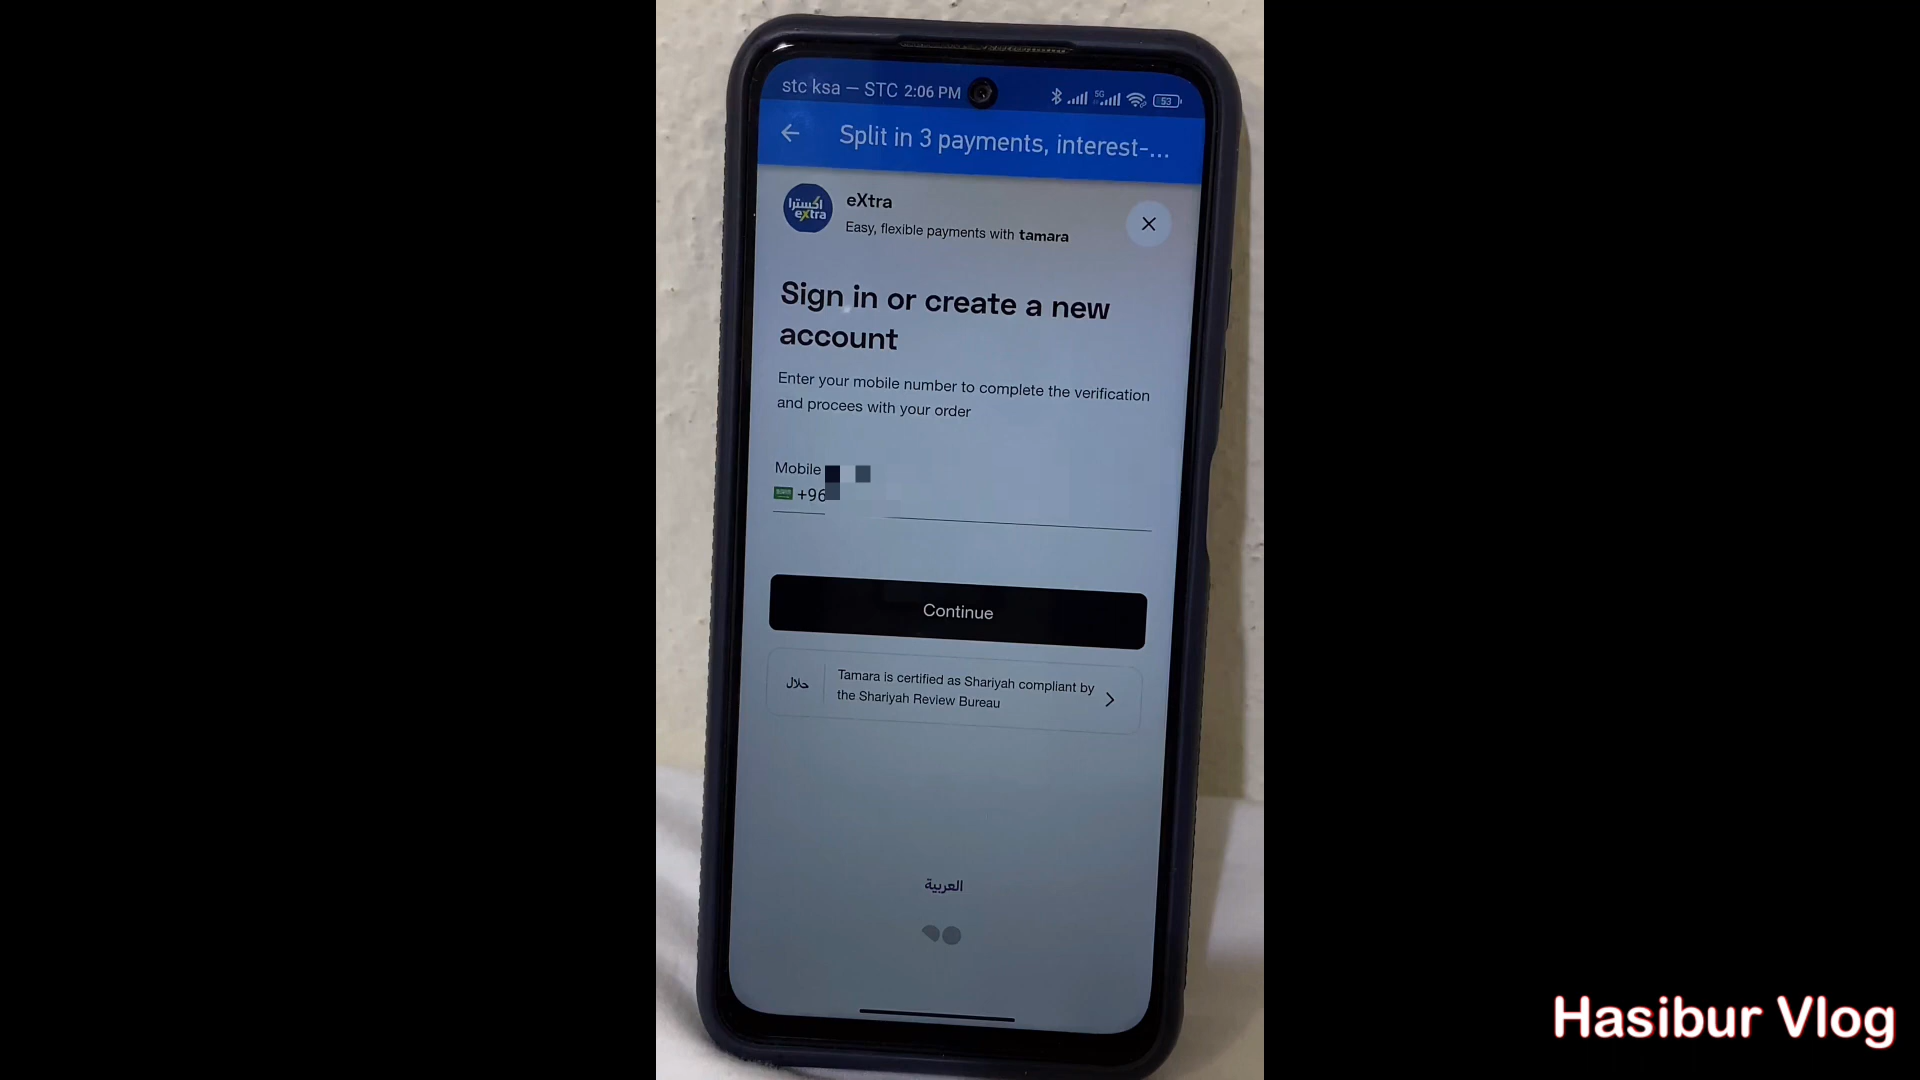 stc ksa — STC 2:06 PM
5G
53
Split in 3 payments, interest-...
اكسترا
eXtra
eXtra
Easy, flexible payments with tamara
Sign in or create a new
account
Enter your mobile number to complete the verification
and procees with your order
Mobile
+96
Continue
حلال
Tamara is certified as Shariyah compliant by
the Shariyah Review Bureau
العربية
Hasibur Vlog